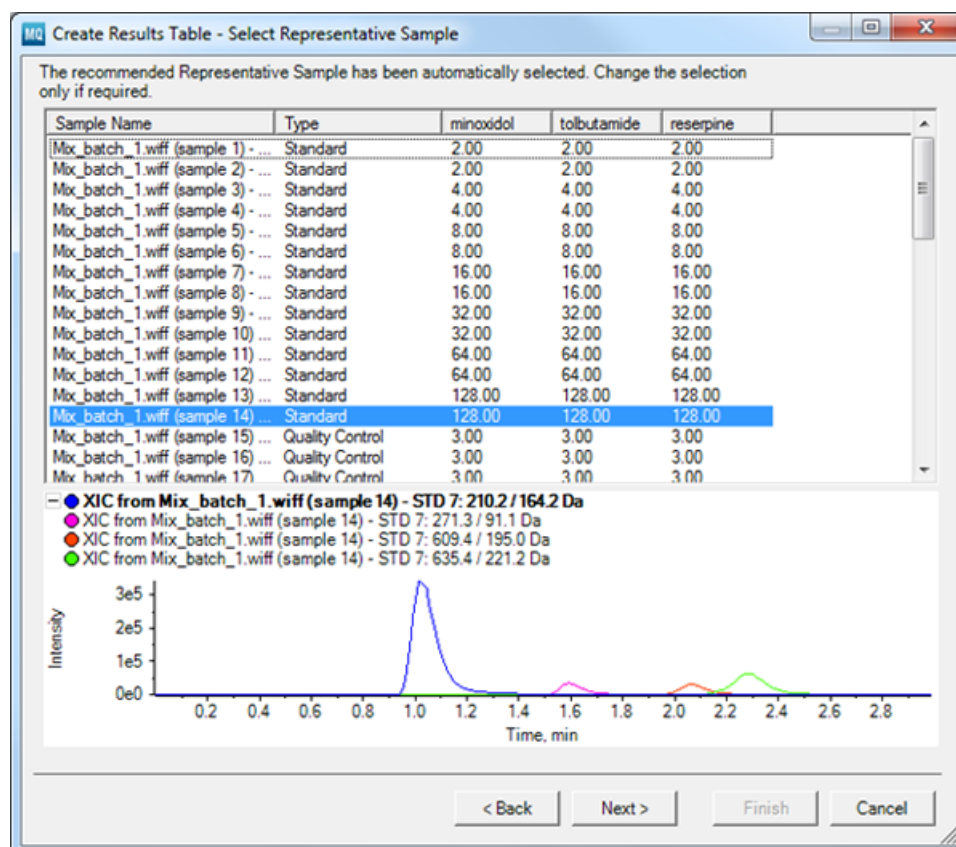 MQ Create Results Table - Select Representative Sample
The recommended Representative Sample has been automatically selected. Change the selection
only if required.
Sample Name Type minoxidol tolbutamide reserpine
Mix_batch_1.wiff (sample 1) - ... Standard 2.00 2.00 2.00
Mix_batch_1.wiff (sample 2) - ... Standard 2.00 2.00 2.00
Mix_batch_1.wiff (sample 3) - ... Standard 4.00 4.00 4.00
Mix_batch_1.wiff (sample 4) - ... Standard 4.00 4.00 4.00
Mix_batch_1.wiff (sample 5) - ... Standard 8.00 8.00 8.00
Mix_batch_1.wiff (sample 6) - ... Standard 8.00 8.00 8.00
Mix_batch_1.wiff (sample 7) - ... Standard 16.00 16.00 16.00
Mix_batch_1.wiff (sample 8) - ... Standard 16.00 16.00 16.00
Mix_batch_1.wiff (sample 9) - ... Standard 32.00 32.00 32.00
Mix_batch_1.wiff (sample 10) ... Standard 32.00 32.00 32.00
Mix_batch_1.wiff (sample 11) ... Standard 64.00 64.00 64.00
Mix_batch_1.wiff (sample 12) ... Standard 64.00 64.00 64.00
Mix_batch_1.wiff (sample 13) ... Standard 128.00 128.00 128.00
Mix_batch_1.wiff (sample 14) ... Standard 128.00 128.00 128.00
Mix_batch_1.wiff (sample 15) ... Quality Control 3.00 3.00 3.00
Mix_batch_1.wiff (sample 16) ... Quality Control 3.00 3.00 3.00
Mix_batch_1.wiff (sample 17) Quality Control 3.00 3.00 3.00
XIC from Mix_batch_1.wiff (sample 14) - STD 7: 210.2 / 164.2 Da
XIC from Mix_batch_1.wiff (sample 14) - STD 7: 271.3 / 91.1 Da
XIC from Mix_batch_1.wiff (sample 14) - STD 7: 609.4 / 195.0 Da
XIC from Mix_batch_1.wiff (sample 14) - STD 7: 635.4 / 221.2 Da
Intensity
3e5
2e5
1e5
0e0
0.2 0.4 0.6 0.8 1.0 1.2 1.4 1.6 1.8 2.0 2.2 2.4 2.6 2.8
Time, min
< Back Next > Finish Cancel